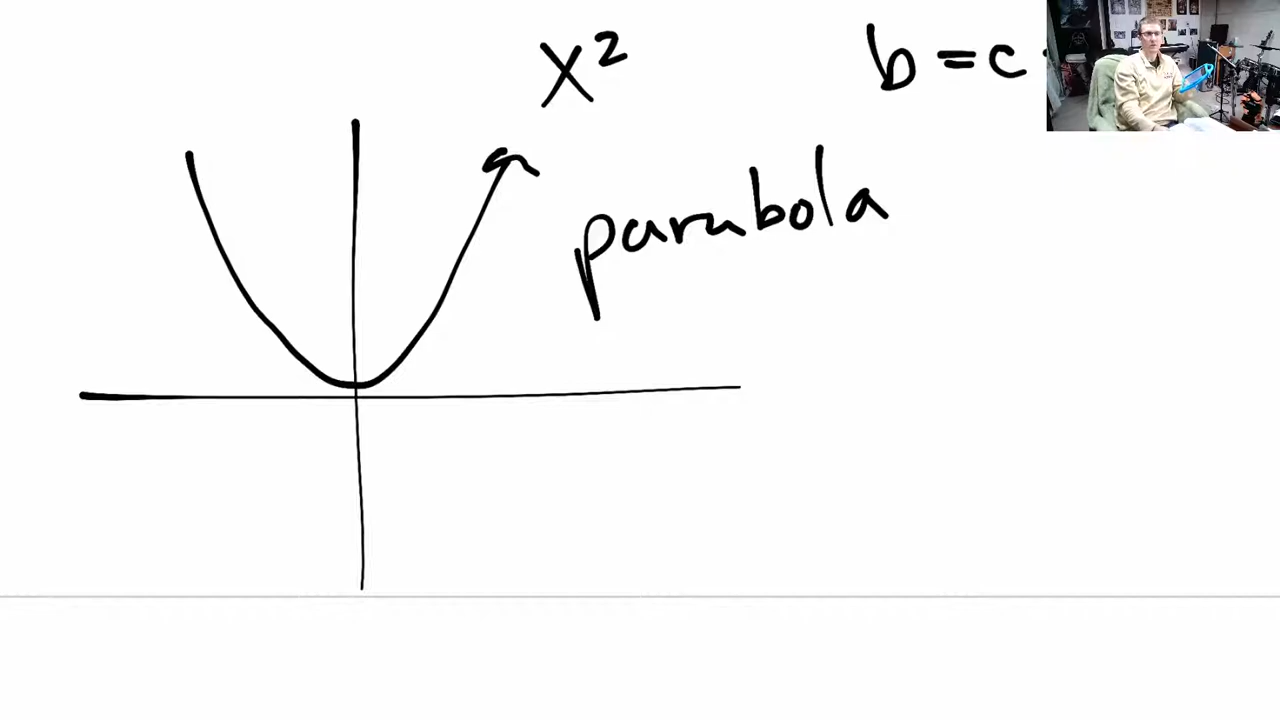 x²
b = c
parabola